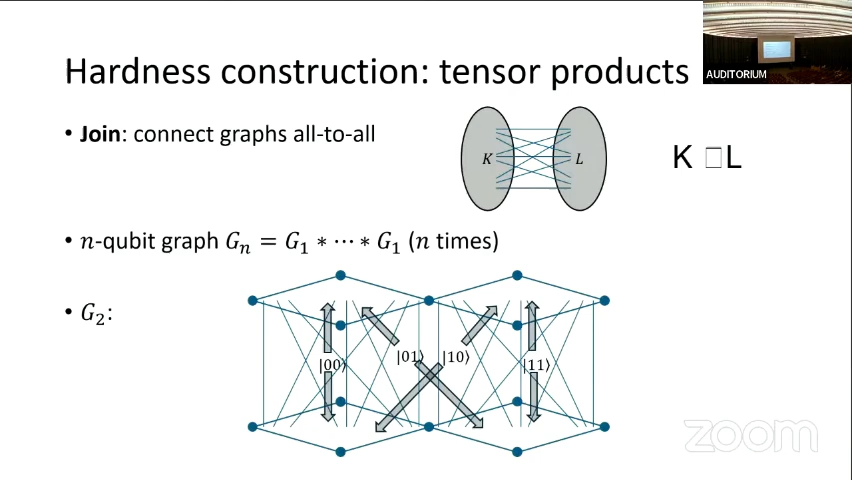 Hardness construction: tensor products
AUDITORIUM
• Join: connect graphs all-to-all
K
L
K □L
• n-qubit graph Gₙ = G₁ ∗ ⋯ ∗ G₁ (n times)
• G₂:
|00⟩
|01⟩
|10⟩
|11⟩
zoom